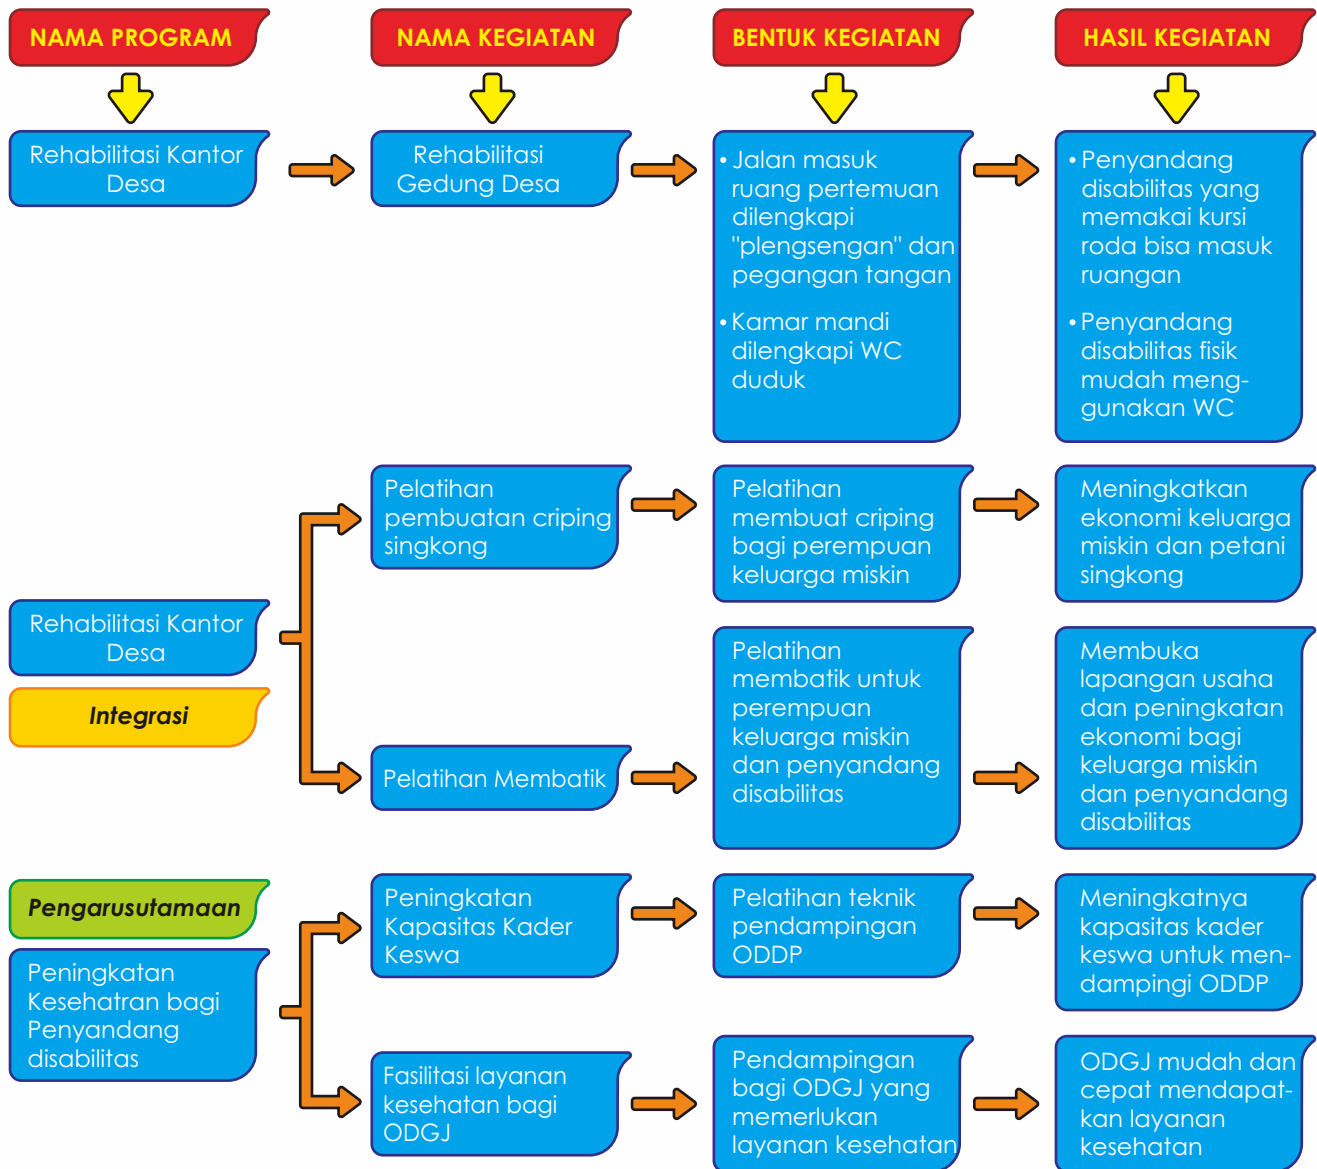 NAMA PROGRAM
NAMA KEGIATAN
BENTUK KEGIATAN
HASIL KEGIATAN
Rehabilitasi Kantor
Desa
Rehabilitasi
Gedung Desa
• Jalan masuk
ruang pertemuan
dilengkapi
"plengsengan" dan
pegangan tangan
• Kamar mandi
dilengkapi WC
duduk
• Penyandang
disabilitas yang
memakai kursi
roda bisa masuk
ruangan
• Penyandang
disabilitas fisik
mudah meng-
gunakan WC
Rehabilitasi Kantor
Desa
Integrasi
Pelatihan
pembuatan criping
singkong
Pelatihan
membuat criping
bagi perempuan
keluarga miskin
Meningkatkan
ekonomi keluarga
miskin dan petani
singkong
Pelatihan Membatik
Pelatihan
membatik untuk
perempuan
keluarga miskin
dan penyandang
disabilitas
Membuka
lapangan usaha
dan peningkatan
ekonomi bagi
keluarga miskin
dan penyandang
disabilitas
Pengarusutamaan
Peningkatan
Kesehatran bagi
Penyandang
disabilitas
Peningkatan
Kapasitas Kader
Keswa
Pelatihan teknik
pendampingan
ODDP
Meningkatnya
kapasitas kader
keswa untuk men-
dampingi ODDP
Fasilitasi layanan
kesehatan bagi
ODGJ
Pendampingan
bagi ODGJ yang
memerlukan
layanan kesehatan
ODGJ mudah dan
cepat mendapat-
kan layanan
kesehatan